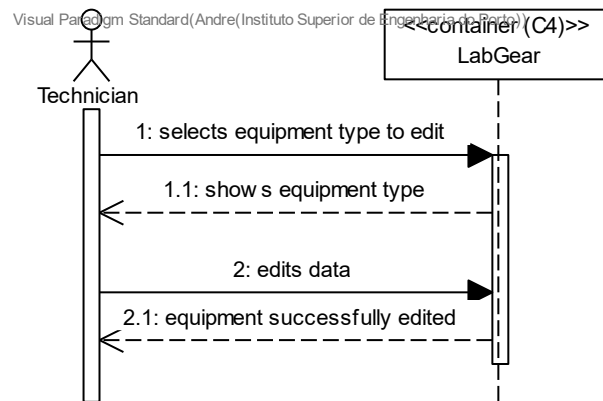 Visual Paradigm Standard(Andre(Instituto Superior de Engenharia do Porto))
<<container (C4)>>
LabGear
Technician
1: selects equipment type to edit
1.1: shows equipment type
2: edits data
2.1: equipment successfully edited